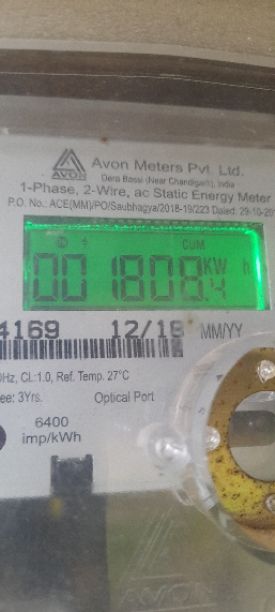 AVON
Avon Meters Pvt. Ltd.
Dera Bassi (Near Chandigarh), India
1-Phase, 2-Wire, ac Static Energy Meter
P.O. No.: ACE(MM)/PO/Saubhagya/2018-19/223 Dated: 29-10-20
CUM
001808.4 KW h
4169 12/18 MM/YY
0Hz, CL:1.0, Ref. Temp. 27°C
ee: 3Yrs. Optical Port
6400
imp/kWh
AVON